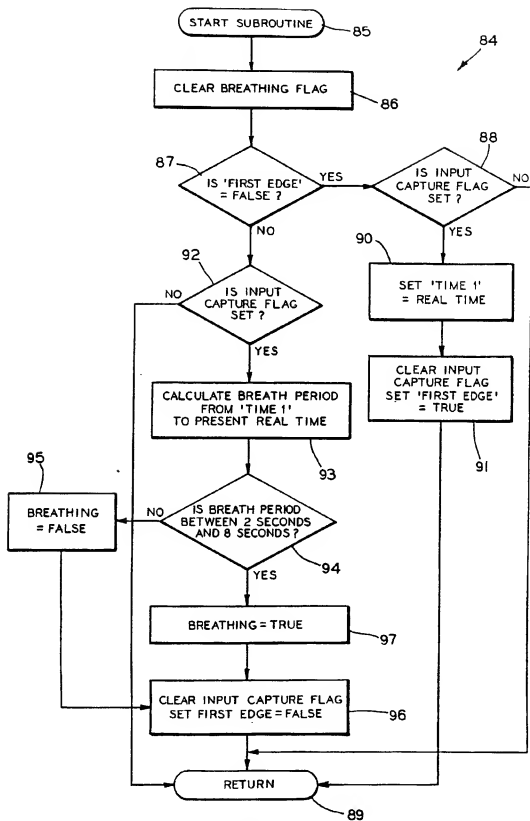 START SUBROUTINE
85
84
CLEAR BREATHING FLAG
86
87
IS 'FIRST EDGE'
= FALSE ?
YES
NO
88
IS INPUT
CAPTURE FLAG
SET ?
NO
YES
90
SET 'TIME 1'
= REAL TIME
CLEAR INPUT
CAPTURE FLAG
SET 'FIRST EDGE'
= TRUE
91
92
IS INPUT
CAPTURE FLAG
SET ?
NO
YES
CALCULATE BREATH PERIOD
FROM 'TIME 1'
TO PRESENT REAL TIME
93
95
BREATHING
= FALSE
NO
IS BREATH PERIOD
BETWEEN 2 SECONDS
AND 8 SECONDS ?
94
YES
BREATHING = TRUE
97
CLEAR INPUT CAPTURE FLAG
SET FIRST EDGE = FALSE
96
RETURN
89